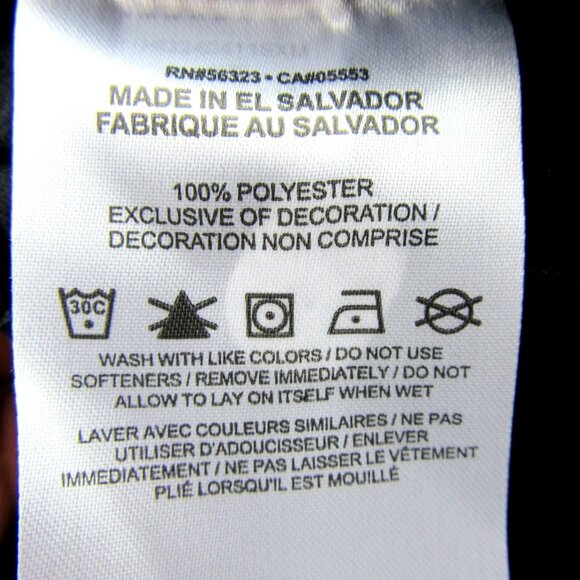 RN#56323 • CA#05553
MADE IN EL SALVADOR
FABRIQUE AU SALVADOR
100% POLYESTER
EXCLUSIVE OF DECORATION /
DECORATION NON COMPRISE
30C
WASH WITH LIKE COLORS / DO NOT USE
SOFTENERS / REMOVE IMMEDIATELY / DO NOT
ALLOW TO LAY ON ITSELF WHEN WET
LAVER AVEC COULEURS SIMILAIRES / NE PAS
UTILISER D'ADOUCISSEUR / ENLEVER
IMMEDIATEMENT / NE PAS LAISSER LE VÊTEMENT
PLIÉ LORSQU'IL EST MOUILLÉ